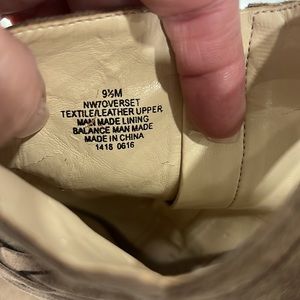 9½M
NW7OVERSET
TEXTILE/LEATHER UPPER
MAN MADE LINING
BALANCE MAN MADE
MADE IN CHINA
1418 0616